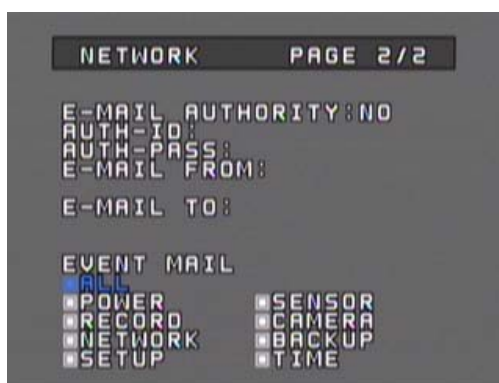 NETWORK PAGE 2/2
E-MAIL AUTHORITY:NO
AUTH-ID:
AUTH-PASS:
E-MAIL FROM:
E-MAIL TO:
EVENT MAIL
ALL
POWER SENSOR
RECORD CAMERA
NETWORK BACKUP
SETUP TIME